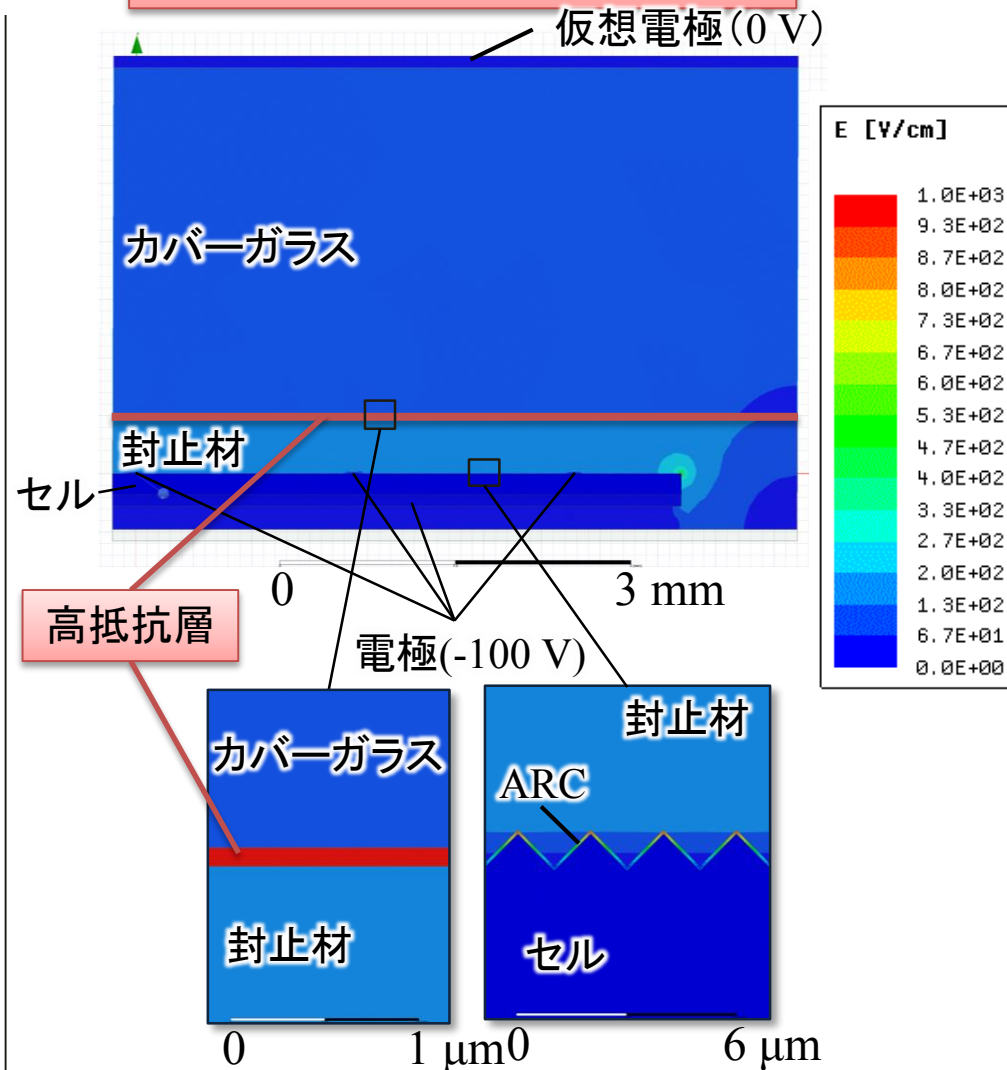 仮想電極(0 V)
カバーガラス
封止材
セル
0
3 mm
高抵抗層
電極(-100 V)
E [V/cm]
1.0E+03
9.3E+02
8.7E+02
8.0E+02
7.3E+02
6.7E+02
6.0E+02
5.3E+02
4.7E+02
4.0E+02
3.3E+02
2.7E+02
2.0E+02
1.3E+02
6.7E+01
0.0E+00
カバーガラス
封止材
0
1 μm
封止材
ARC
セル
0
6 μm